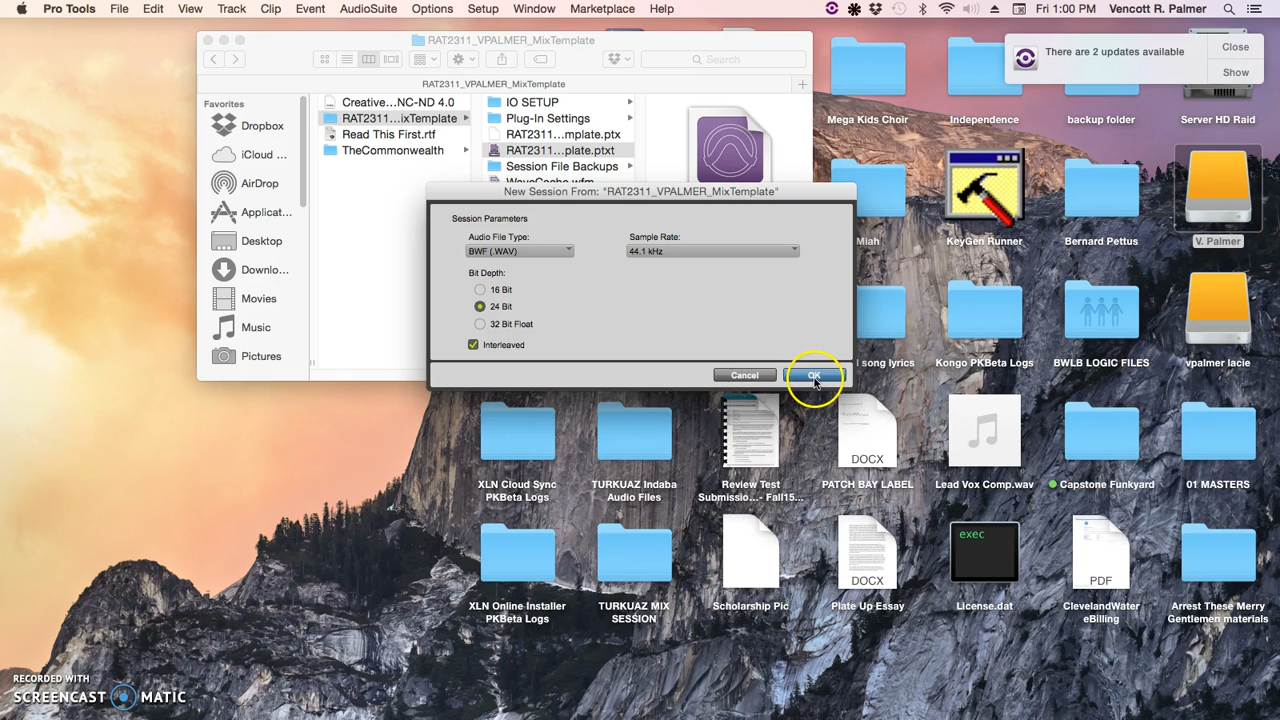 Pro Tools File Edit View Track Clip Event AudioSuite Options Setup Window Marketplace Help Fri 1:00 PM Vencott R. Palmer
RAT2311_VPALMER_MixTemplate
Search
RAT2311_VPALMER_MixTemplate
Favorites
Dropbox
iCloud ...
AirDrop
Applicat...
Desktop
Downlo...
Movies
Music
Pictures
Creative...NC-ND 4.0
RAT2311...ixTemplate
Read This First.rtf
TheCommonwealth
IO SETUP
Plug-In Settings
RAT2311...mplate.ptx
RAT2311...plate.ptxt
Session File Backups
WaveCache.wfm
There are 2 updates available
Close
Show
New Session From: "RAT2311_VPALMER_MixTemplate"
Session Parameters
Audio File Type:
BWF (.WAV)
Sample Rate:
44.1 kHz
Bit Depth:
16 Bit
24 Bit
32 Bit Float
Interleaved
Cancel
OK
Mega Kids Choir
Independence
backup folder
Server HD Raid
Miah
KeyGen Runner
Bernard Pettus
V. Palmer
l song lyrics
Kongo PKBeta Logs
BWLB LOGIC FILES
vpalmer lacie
XLN Cloud Sync
PKBeta Logs
TURKUAZ Indaba
Audio Files
Review Test
Submissio...- Fall15...
DOCX
PATCH BAY LABEL
Lead Vox Comp.wav
Capstone Funkyard
01 MASTERS
XLN Online Installer
PKBeta Logs
TURKUAZ MIX
SESSION
Scholarship Pic
DOCX
Plate Up Essay
exec
License.dat
PDF
ClevelandWater
eBilling
Arrest These Merry
Gentlemen materials
RECORDED WITH
SCREENCAST MATIC